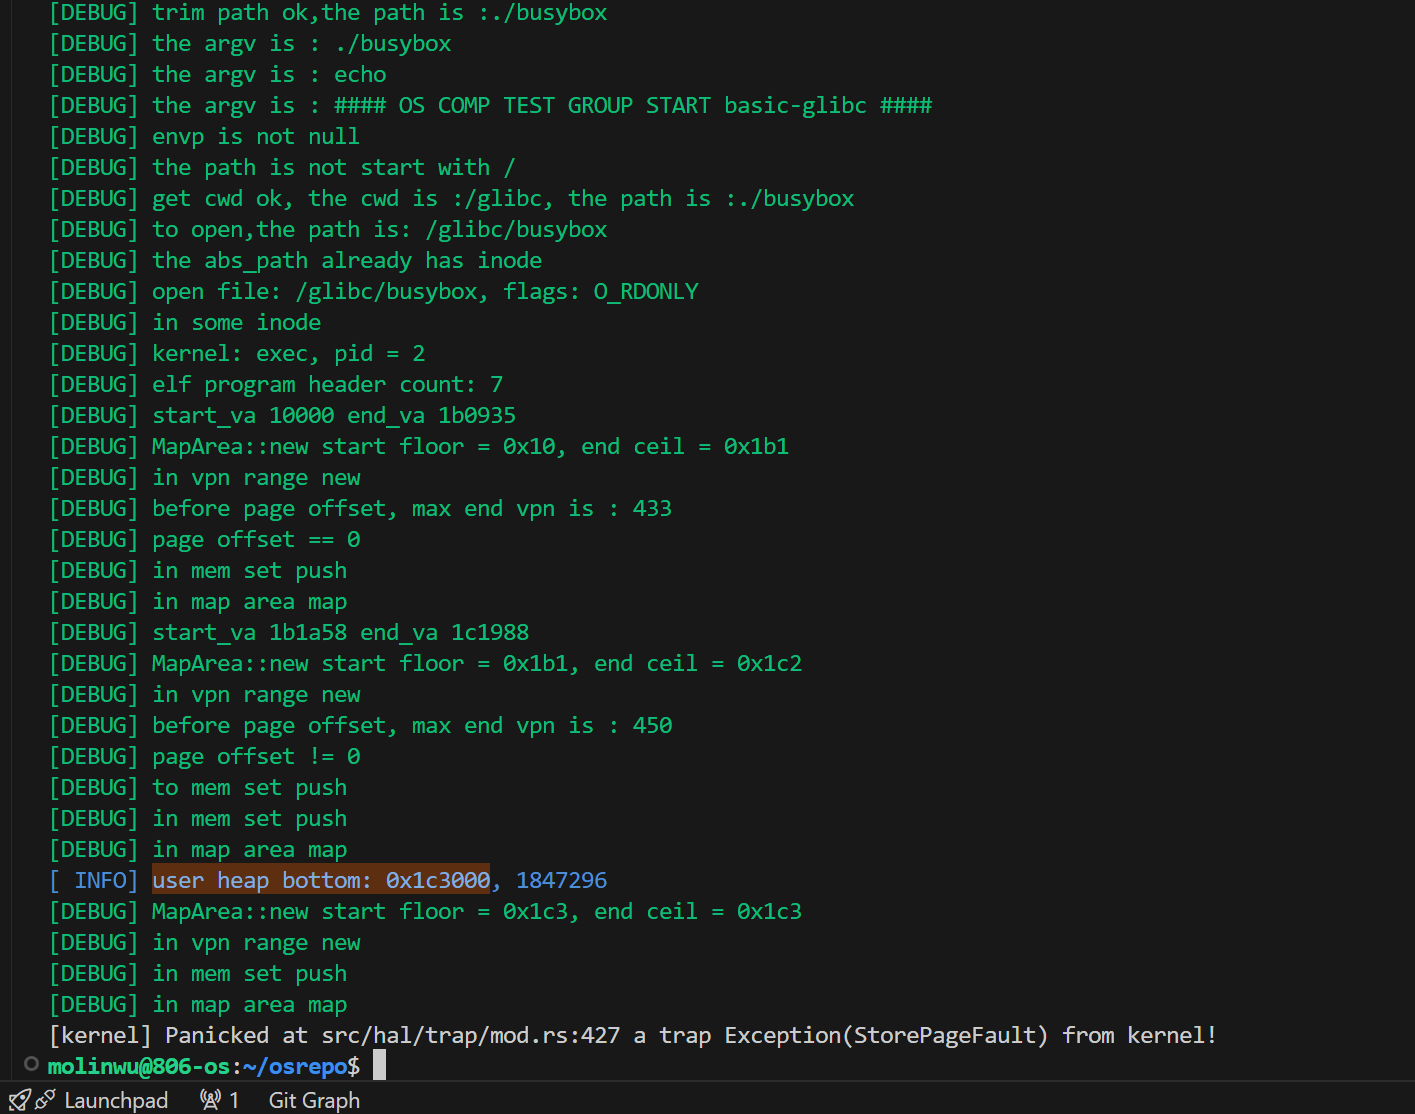 [DEBUG] trim path ok,the path is :./busybox
[DEBUG] the argv is : ./busybox
[DEBUG] the argv is : echo
[DEBUG] the argv is : #### OS COMP TEST GROUP START basic-glibc ####
[DEBUG] envp is not null
[DEBUG] the path is not start with /
[DEBUG] get cwd ok, the cwd is :/glibc, the path is :./busybox
[DEBUG] to open,the path is: /glibc/busybox
[DEBUG] the abs_path already has inode
[DEBUG] open file: /glibc/busybox, flags: O_RDONLY
[DEBUG] in some inode
[DEBUG] kernel: exec, pid = 2
[DEBUG] elf program header count: 7
[DEBUG] start_va 10000 end_va 1b0935
[DEBUG] MapArea::new start floor = 0x10, end ceil = 0x1b1
[DEBUG] in vpn range new
[DEBUG] before page offset, max end vpn is : 433
[DEBUG] page offset == 0
[DEBUG] in mem set push
[DEBUG] in map area map
[DEBUG] start_va 1b1a58 end_va 1c1988
[DEBUG] MapArea::new start floor = 0x1b1, end ceil = 0x1c2
[DEBUG] in vpn range new
[DEBUG] before page offset, max end vpn is : 450
[DEBUG] page offset != 0
[DEBUG] to mem set push
[DEBUG] in mem set push
[DEBUG] in map area map
[ INFO] user heap bottom: 0x1c3000, 1847296
[DEBUG] MapArea::new start floor = 0x1c3, end ceil = 0x1c3
[DEBUG] in vpn range new
[DEBUG] in mem set push
[DEBUG] in map area map
[kernel] Panicked at src/hal/trap/mod.rs:427 a trap Exception(StorePageFault) from kernel!
molinwu@806-os:~/osrepo$
Launchpad 1 Git Graph